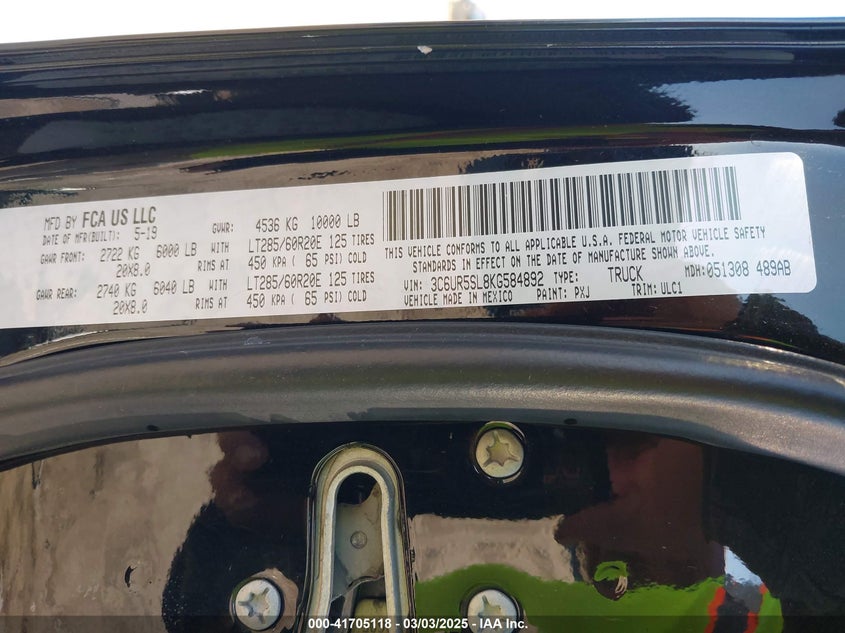 MFD BY FCA US LLC
DATE OF MFR(BUILT): 5-19
GVWR: 4536 KG 10000 LB
GAWR FRONT: 2722 KG 6000 LB WITH LT285/60R20E 125 TIRES
20X8.0 RIMS AT 450 KPA ( 65 PSI) COLD
GAWR REAR: 2740 KG 6040 LB WITH LT285/60R20E 125 TIRES
20X8.0 RIMS AT 450 KPA ( 65 PSI) COLD
THIS VEHICLE CONFORMS TO ALL APPLICABLE U.S.A. FEDERAL MOTOR VEHICLE SAFETY
STANDARDS IN EFFECT ON THE DATE OF MANUFACTURE SHOWN ABOVE.
VIN: 3C6UR5SL8KG584892 TYPE: TRUCK MDH:051308 489AB
MADE IN MEXICO PAINT: PXJ TRIM: ULC1
000-41705118 - 03/03/2025 - IAA Inc.